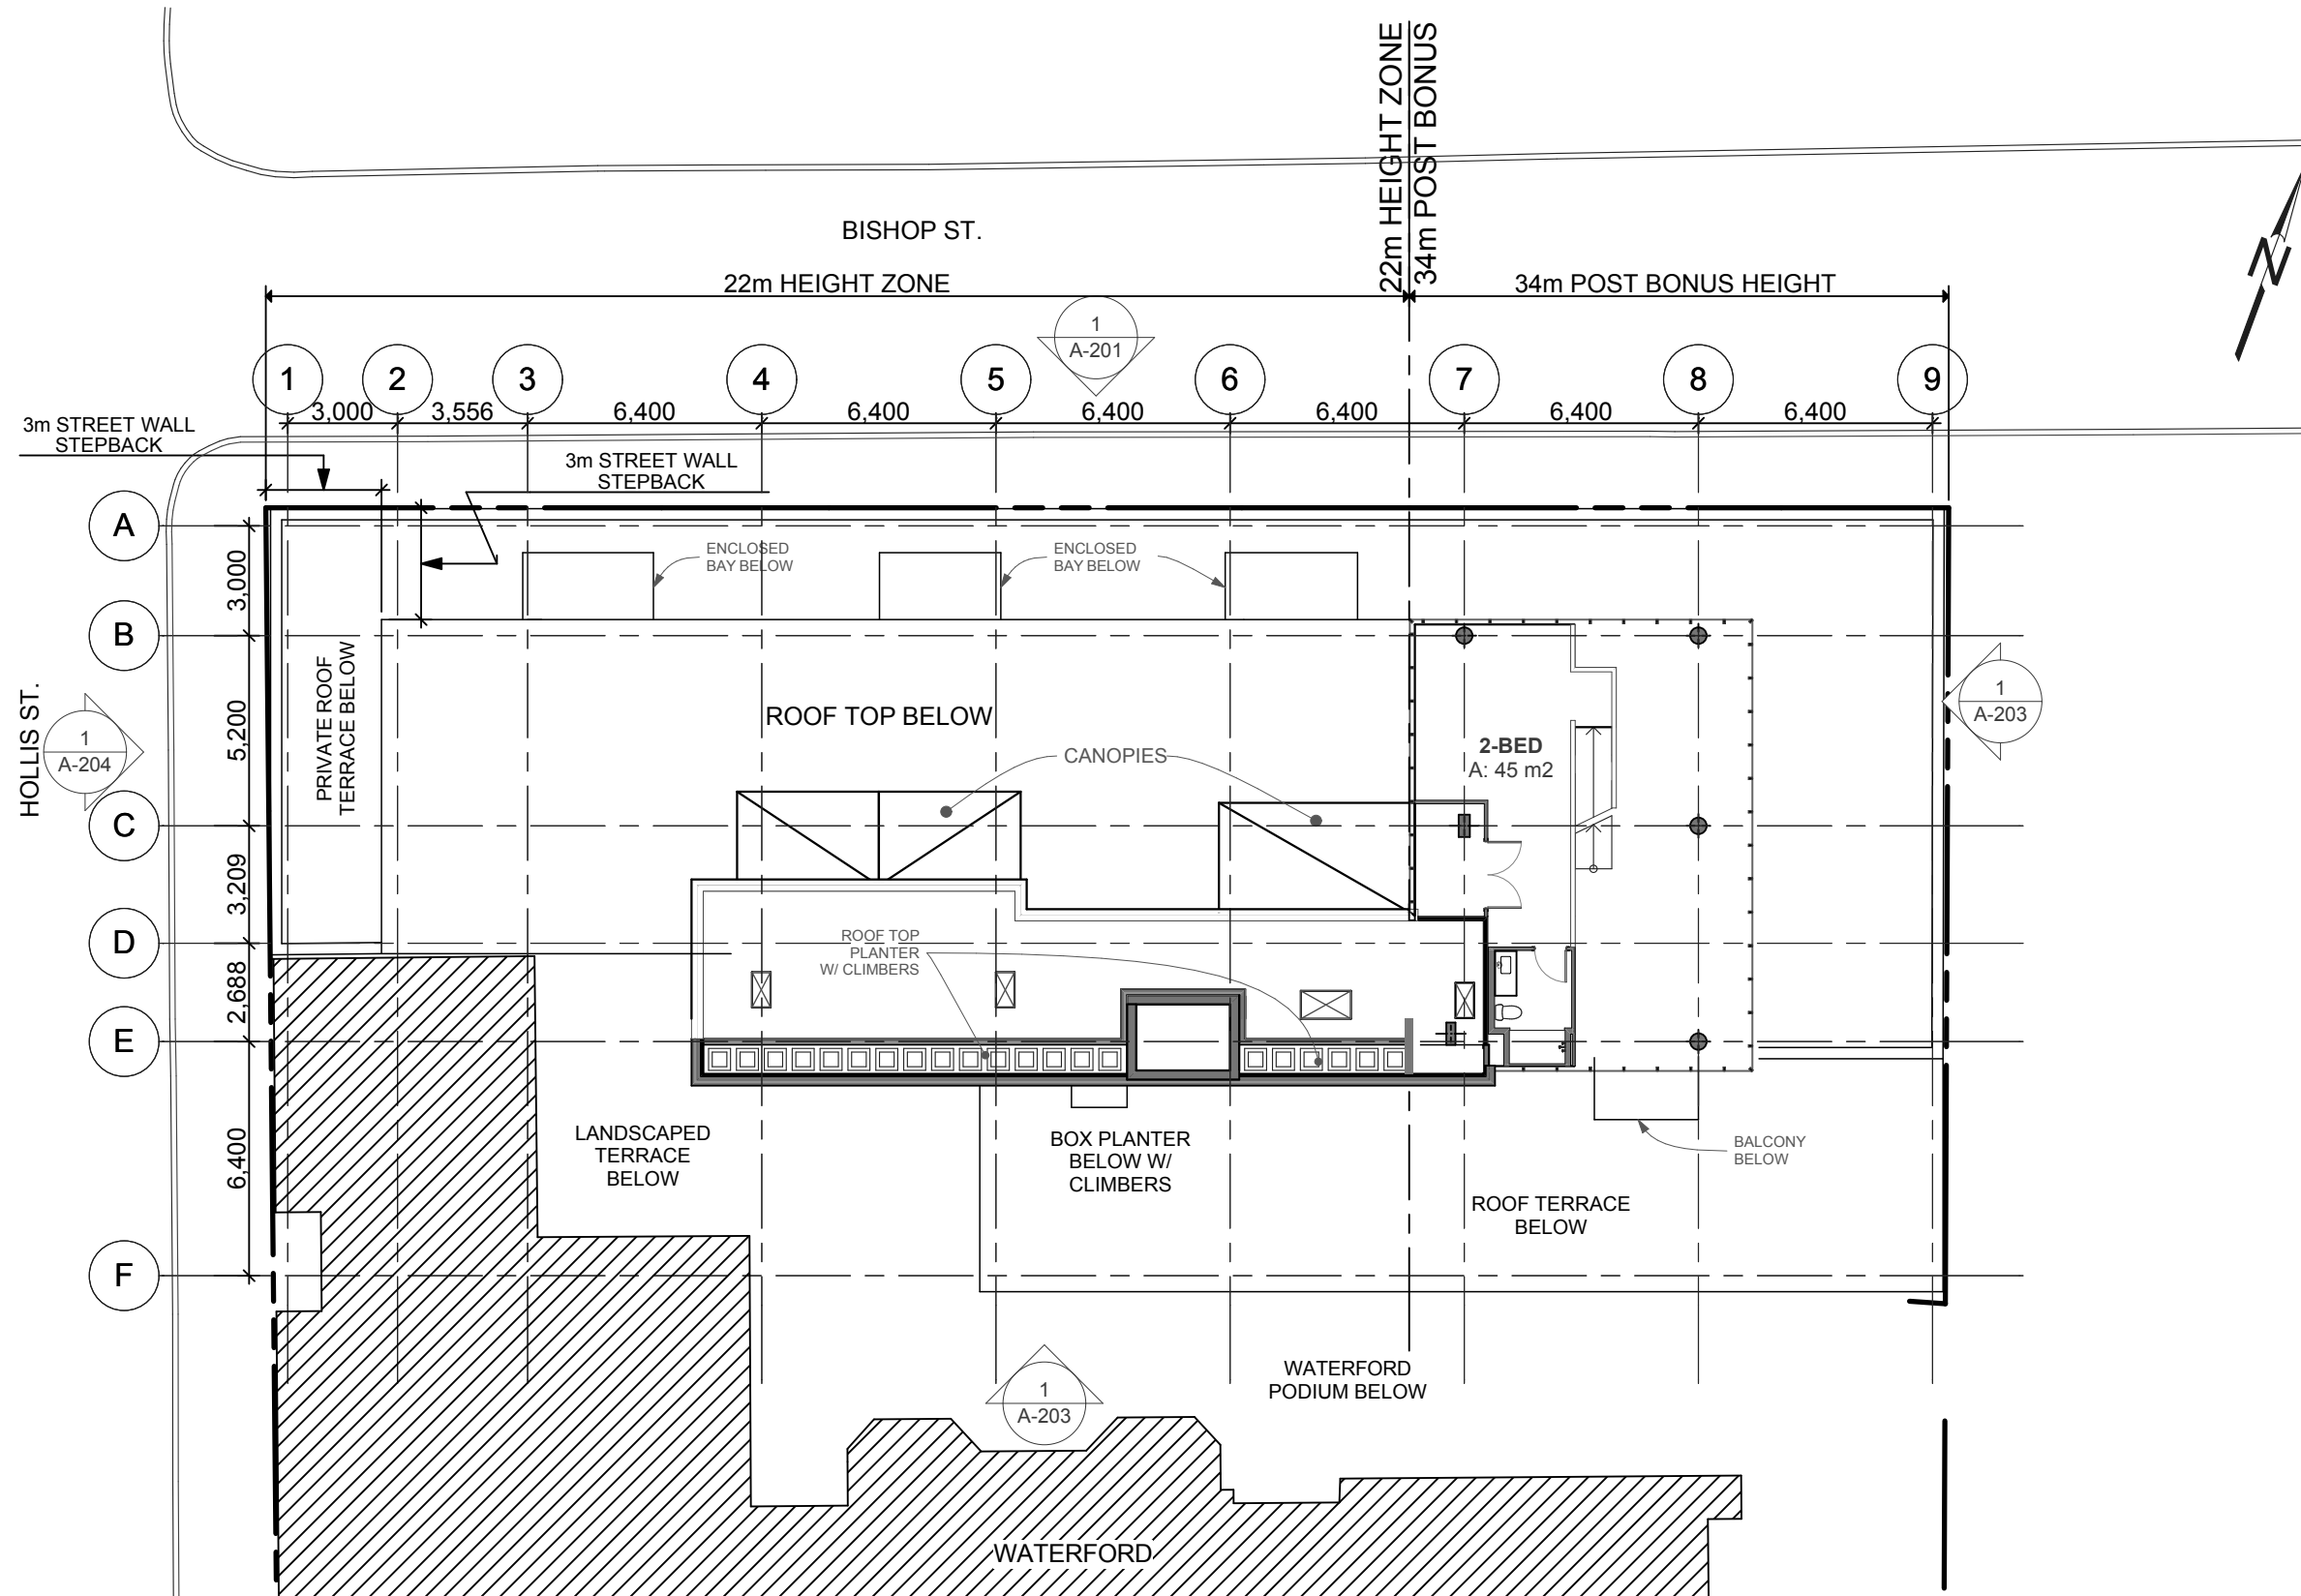 22m HEIGHT ZONE
34m POST BONUS
BISHOP ST.
22m HEIGHT ZONE
34m POST BONUS HEIGHT
N
1
A-201
1
2
3
4
5
6
7
8
9
3,000
3,556
6,400
6,400
6,400
6,400
6,400
6,400
3m STREET WALL
STEPBACK
3m STREET WALL
STEPBACK
A
B
C
D
E
F
3,000
5,200
3,209
2,688
6,400
ENCLOSED
BAY BELOW
ENCLOSED
BAY BELOW
HOLLIS ST.
1
A-204
PRIVATE ROOF
TERRACE BELOW
ROOF TOP BELOW
CANOPIES
2-BED
A: 45 m2
1
A-203
ROOF TOP
PLANTER
W/ CLIMBERS
LANDSCAPED
TERRACE
BELOW
BOX PLANTER
BELOW W/
CLIMBERS
BALCONY
BELOW
ROOF TERRACE
BELOW
WATERFORD
PODIUM BELOW
1
A-203
WATERFORD